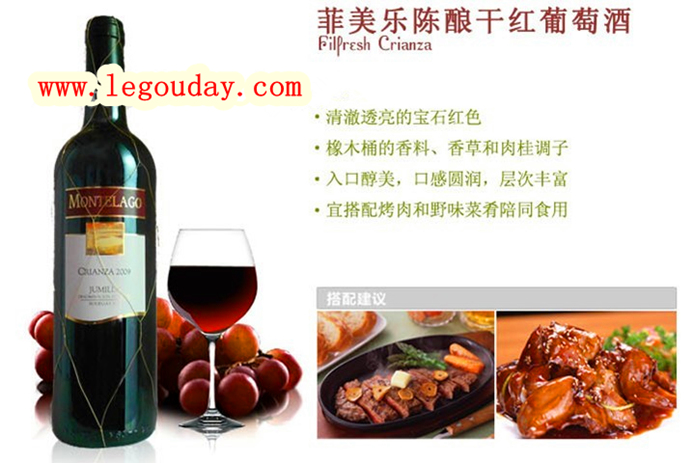 菲美乐陈酿干红葡萄酒
Filfresh Crianza
www.legouday.com
• 清澈透亮的宝石红色
• 橡木桶的香料、香草和肉桂调子
• 入口醇美，口感圆润，层次丰富
• 宜搭配烤肉和野味菜肴陪同食用
MONTELAGO
CRIANZA 2009
JUMILLA
搭配建议